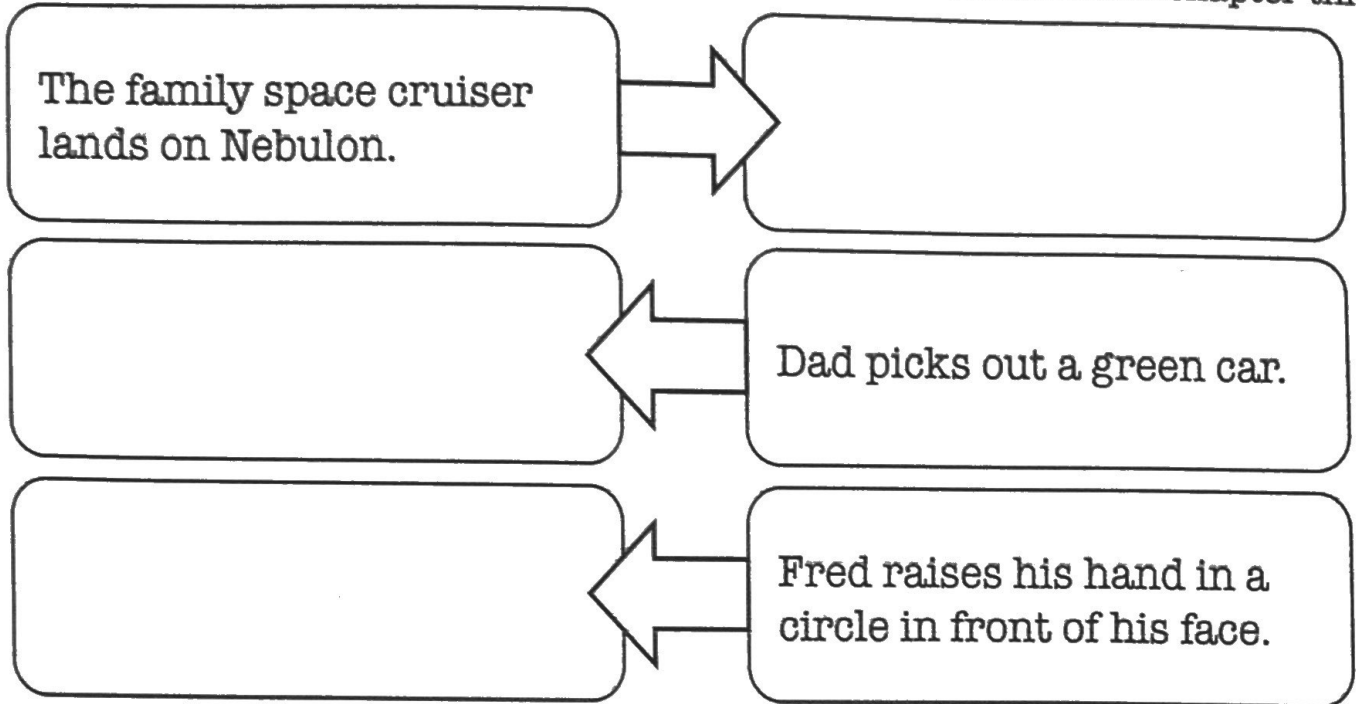 The family space cruiser
lands on Nebulon.
Dad picks out a green car.
Fred raises his hand in a
circle in front of his face.